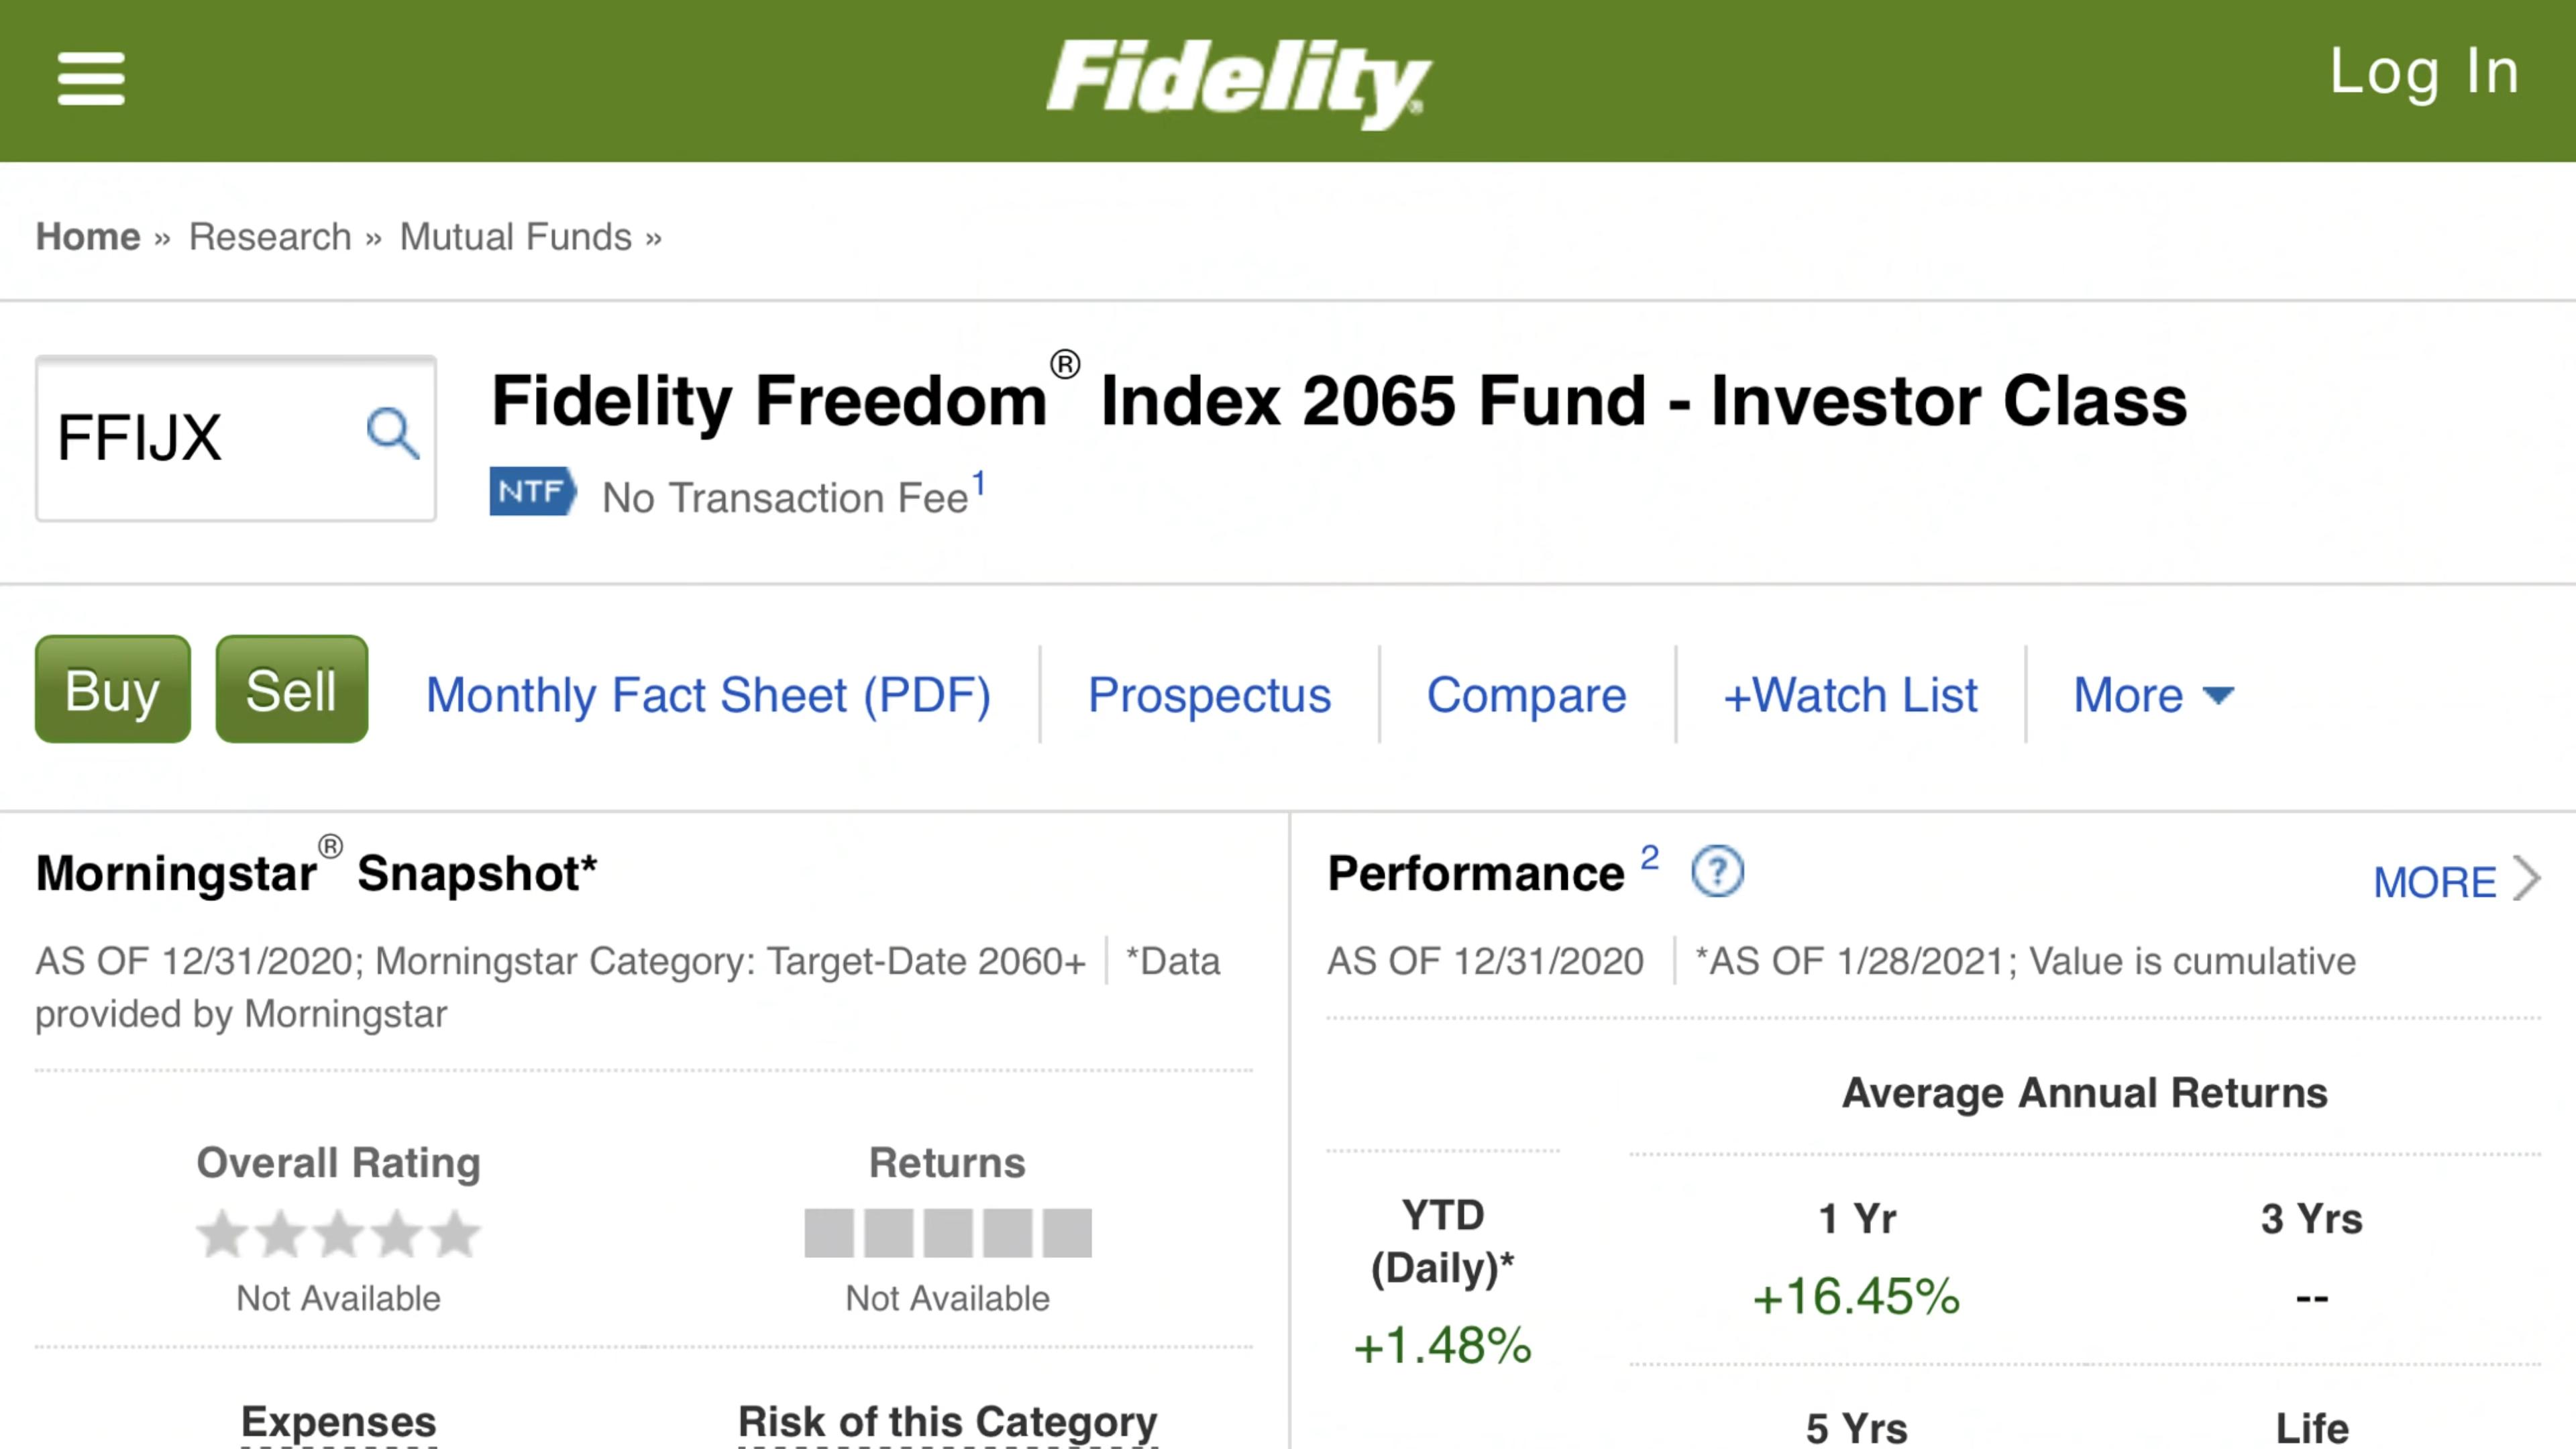 Fidelity®
Log In
Home » Research » Mutual Funds »
FFIJX
Fidelity Freedom® Index 2065 Fund - Investor Class
NTF No Transaction Fee1
Buy
Sell
Monthly Fact Sheet (PDF)
Prospectus
Compare
+Watch List
More
Morningstar® Snapshot*
AS OF 12/31/2020; Morningstar Category: Target-Date 2060+ *Data
provided by Morningstar
Overall Rating
Not Available
Returns
Not Available
Expenses
Risk of this Category
Performance 2 ?
MORE
AS OF 12/31/2020 *AS OF 1/28/2021; Value is cumulative
Average Annual Returns
YTD
(Daily)*
+1.48%
1 Yr
+16.45%
3 Yrs
--
5 Yrs
Life